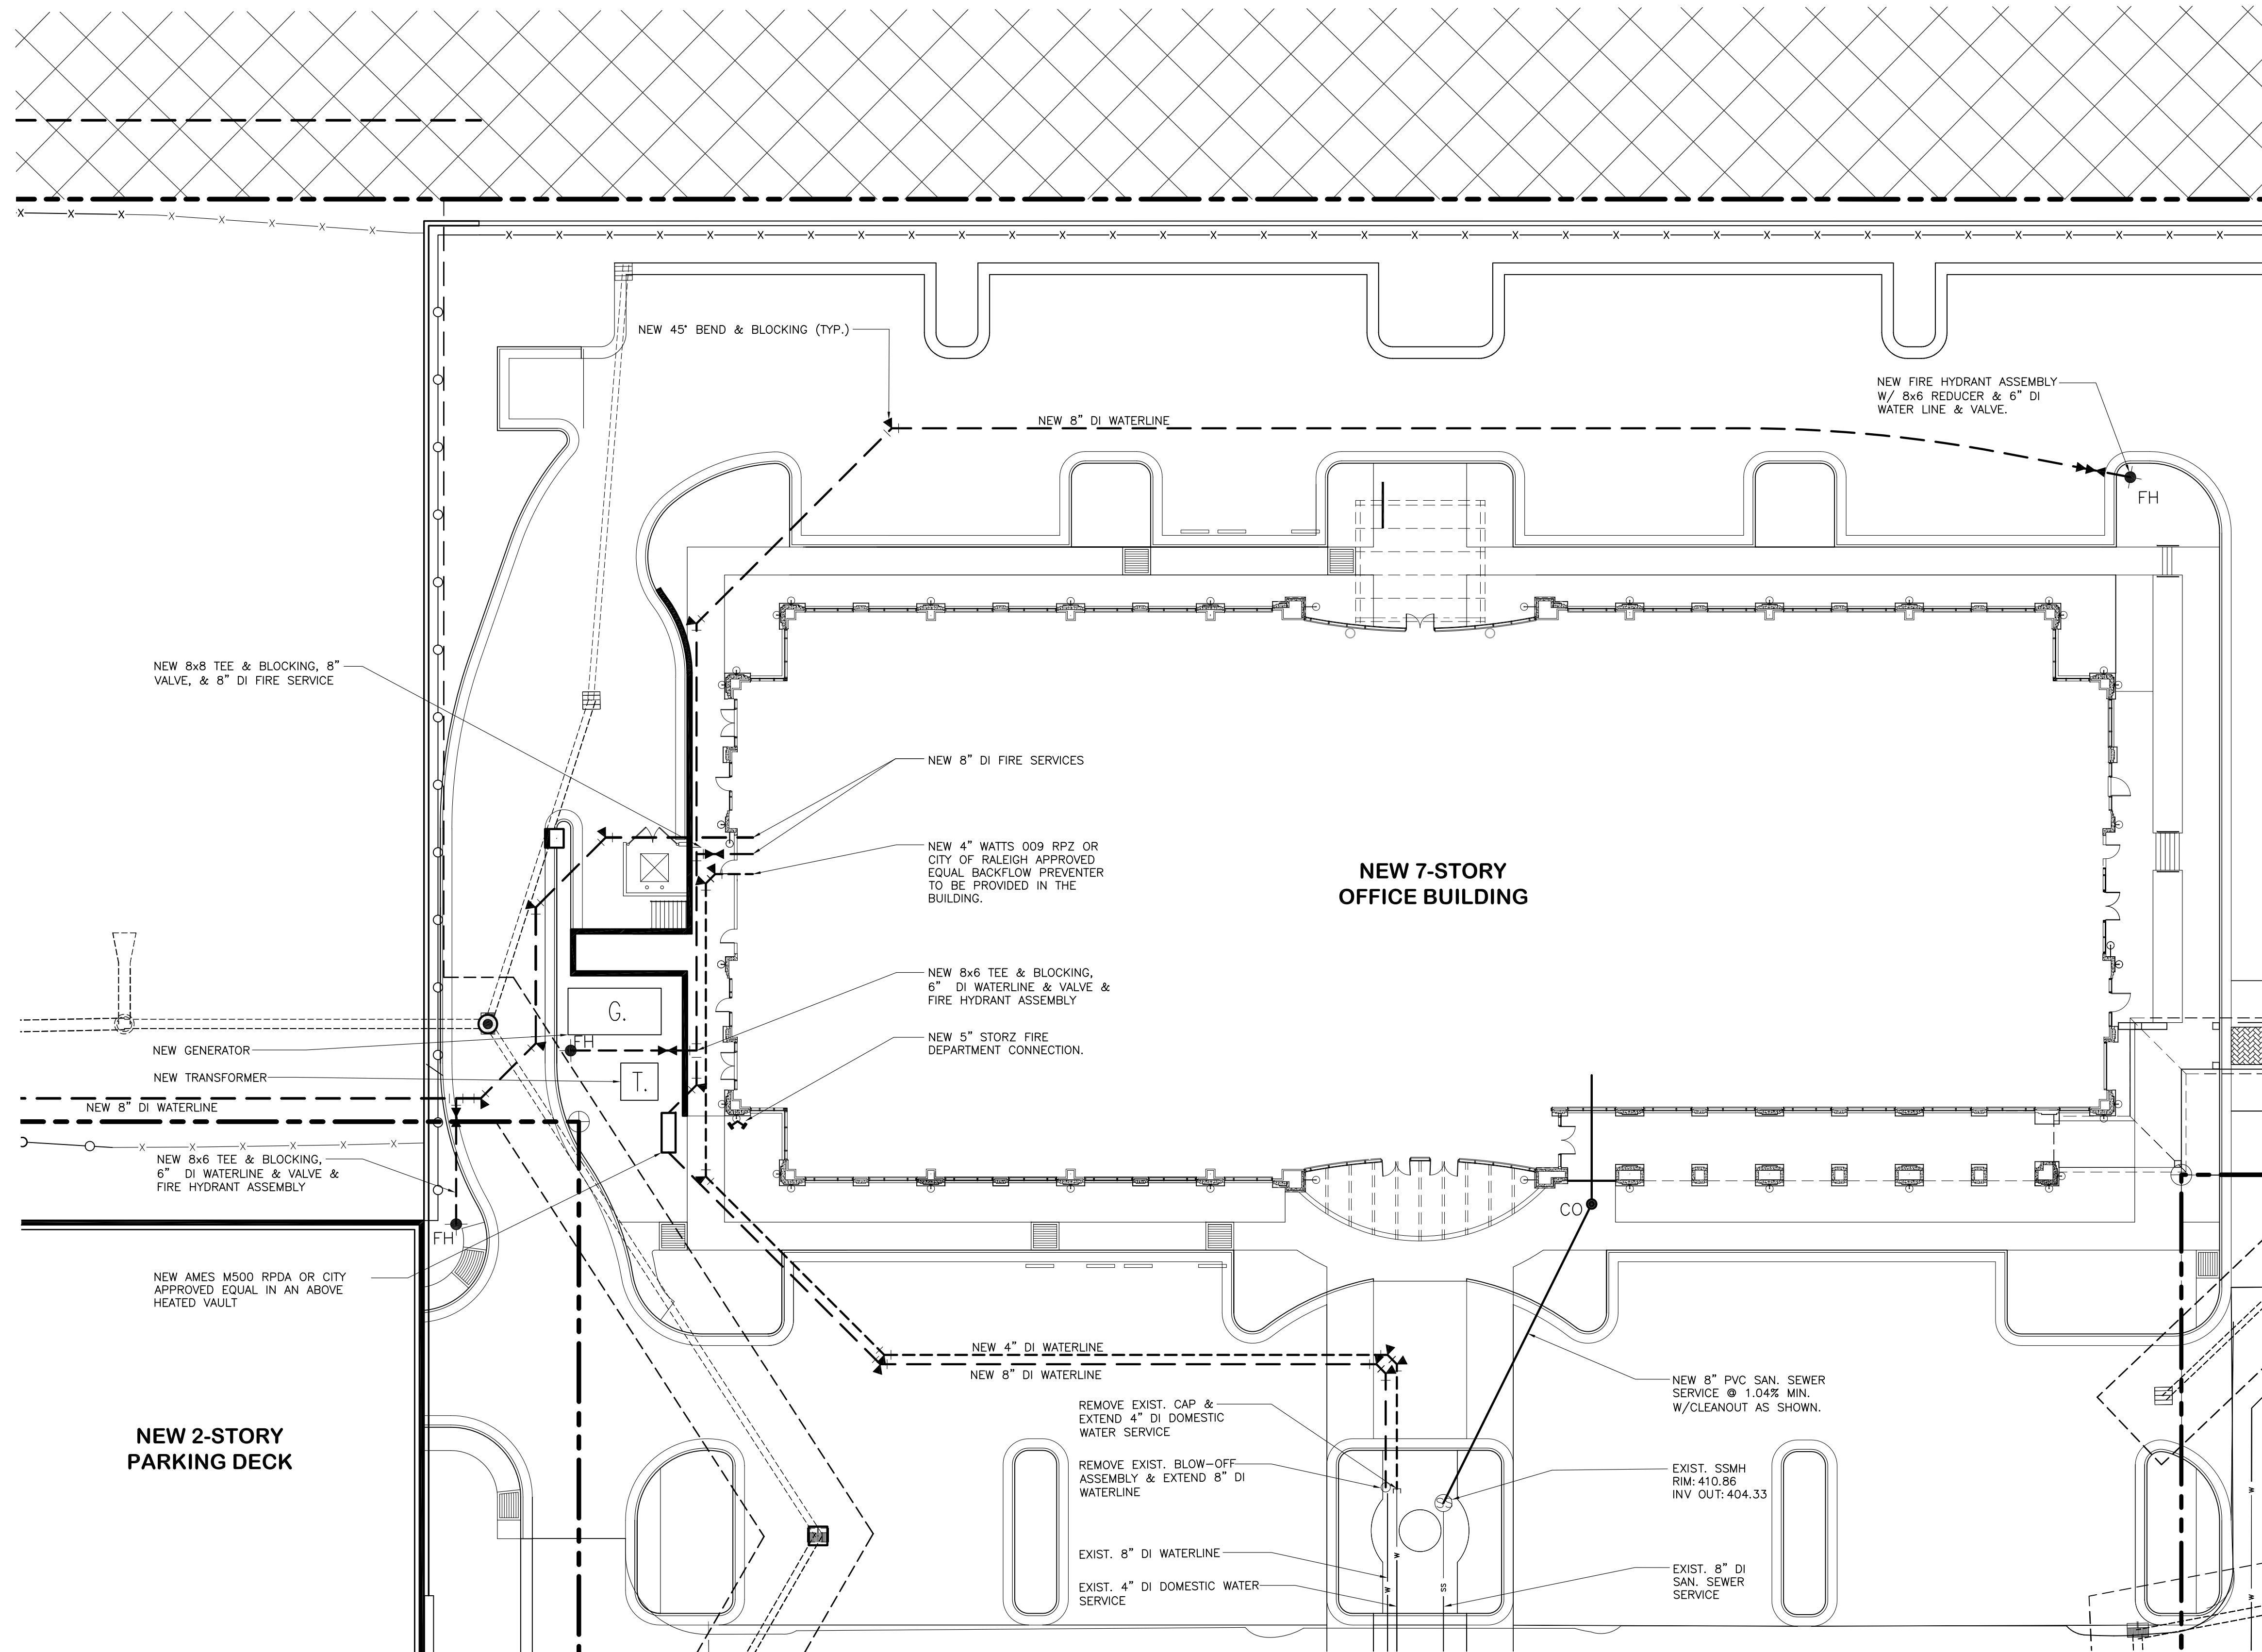 NEW 45° BEND & BLOCKING (TYP.)
NEW 8" DI WATERLINE
NEW FIRE HYDRANT ASSEMBLY
W/ 8x6 REDUCER & 6" DI
WATER LINE & VALVE.
FH
NEW 8x8 TEE & BLOCKING, 8"
VALVE, & 8" DI FIRE SERVICE
NEW 8" DI FIRE SERVICES
NEW 4" WATTS 009 RPZ OR
CITY OF RALEIGH APPROVED
EQUAL BACKFLOW PREVENTER
TO BE PROVIDED IN THE
BUILDING.
NEW 7-STORY
OFFICE BUILDING
NEW 8x6 TEE & BLOCKING,
6" DI WATERLINE & VALVE &
FIRE HYDRANT ASSEMBLY
G.
FH
NEW 5" STORZ FIRE
DEPARTMENT CONNECTION.
NEW GENERATOR
NEW TRANSFORMER
T.
NEW 8" DI WATERLINE
NEW 8x6 TEE & BLOCKING,
6" DI WATERLINE & VALVE &
FIRE HYDRANT ASSEMBLY
FH
CO
NEW AMES M500 RPDA OR CITY
APPROVED EQUAL IN AN ABOVE
HEATED VAULT
NEW 4" DI WATERLINE
NEW 8" DI WATERLINE
NEW 8" PVC SAN. SEWER
SERVICE @ 1.04% MIN.
W/CLEANOUT AS SHOWN.
REMOVE EXIST. CAP &
EXTEND 4" DI DOMESTIC
WATER SERVICE
NEW 2-STORY
PARKING DECK
REMOVE EXIST. BLOW-OFF
ASSEMBLY & EXTEND 8" DI
WATERLINE
EXIST. SSMH
RIM: 410.86
INV OUT: 404.33
EXIST. 8" DI WATERLINE
EXIST. 4" DI DOMESTIC WATER
SERVICE
W
W
SS
EXIST. 8" DI
SAN. SEWER
SERVICE
W
W